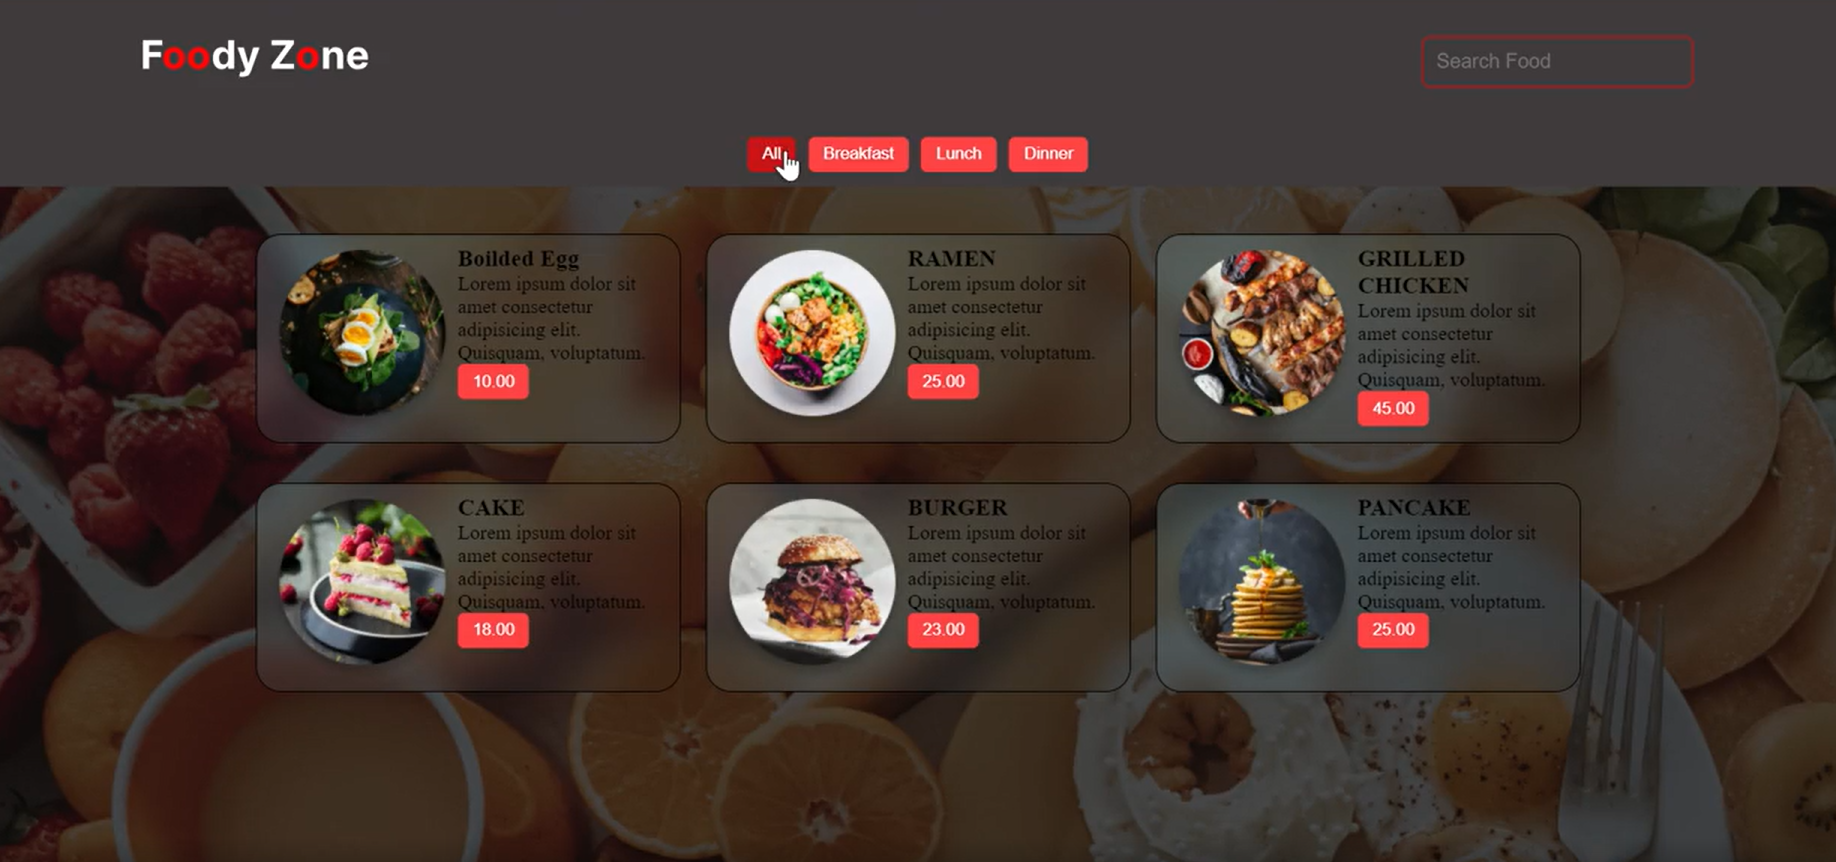 Foody Zone
Search Food
All
Breakfast
Lunch
Dinner
Boilded Egg
Lorem ipsum dolor sit
amet consectetur
adipisicing elit.
Quisquam, voluptatum.
10.00
RAMEN
Lorem ipsum dolor sit
amet consectetur
adipisicing elit.
Quisquam, voluptatum.
25.00
GRILLED
CHICKEN
Lorem ipsum dolor sit
amet consectetur
adipisicing elit.
Quisquam, voluptatum.
45.00
CAKE
Lorem ipsum dolor sit
amet consectetur
adipisicing elit.
Quisquam, voluptatum.
18.00
BURGER
Lorem ipsum dolor sit
amet consectetur
adipisicing elit.
Quisquam, voluptatum.
23.00
PANCAKE
Lorem ipsum dolor sit
amet consectetur
adipisicing elit.
Quisquam, voluptatum.
25.00